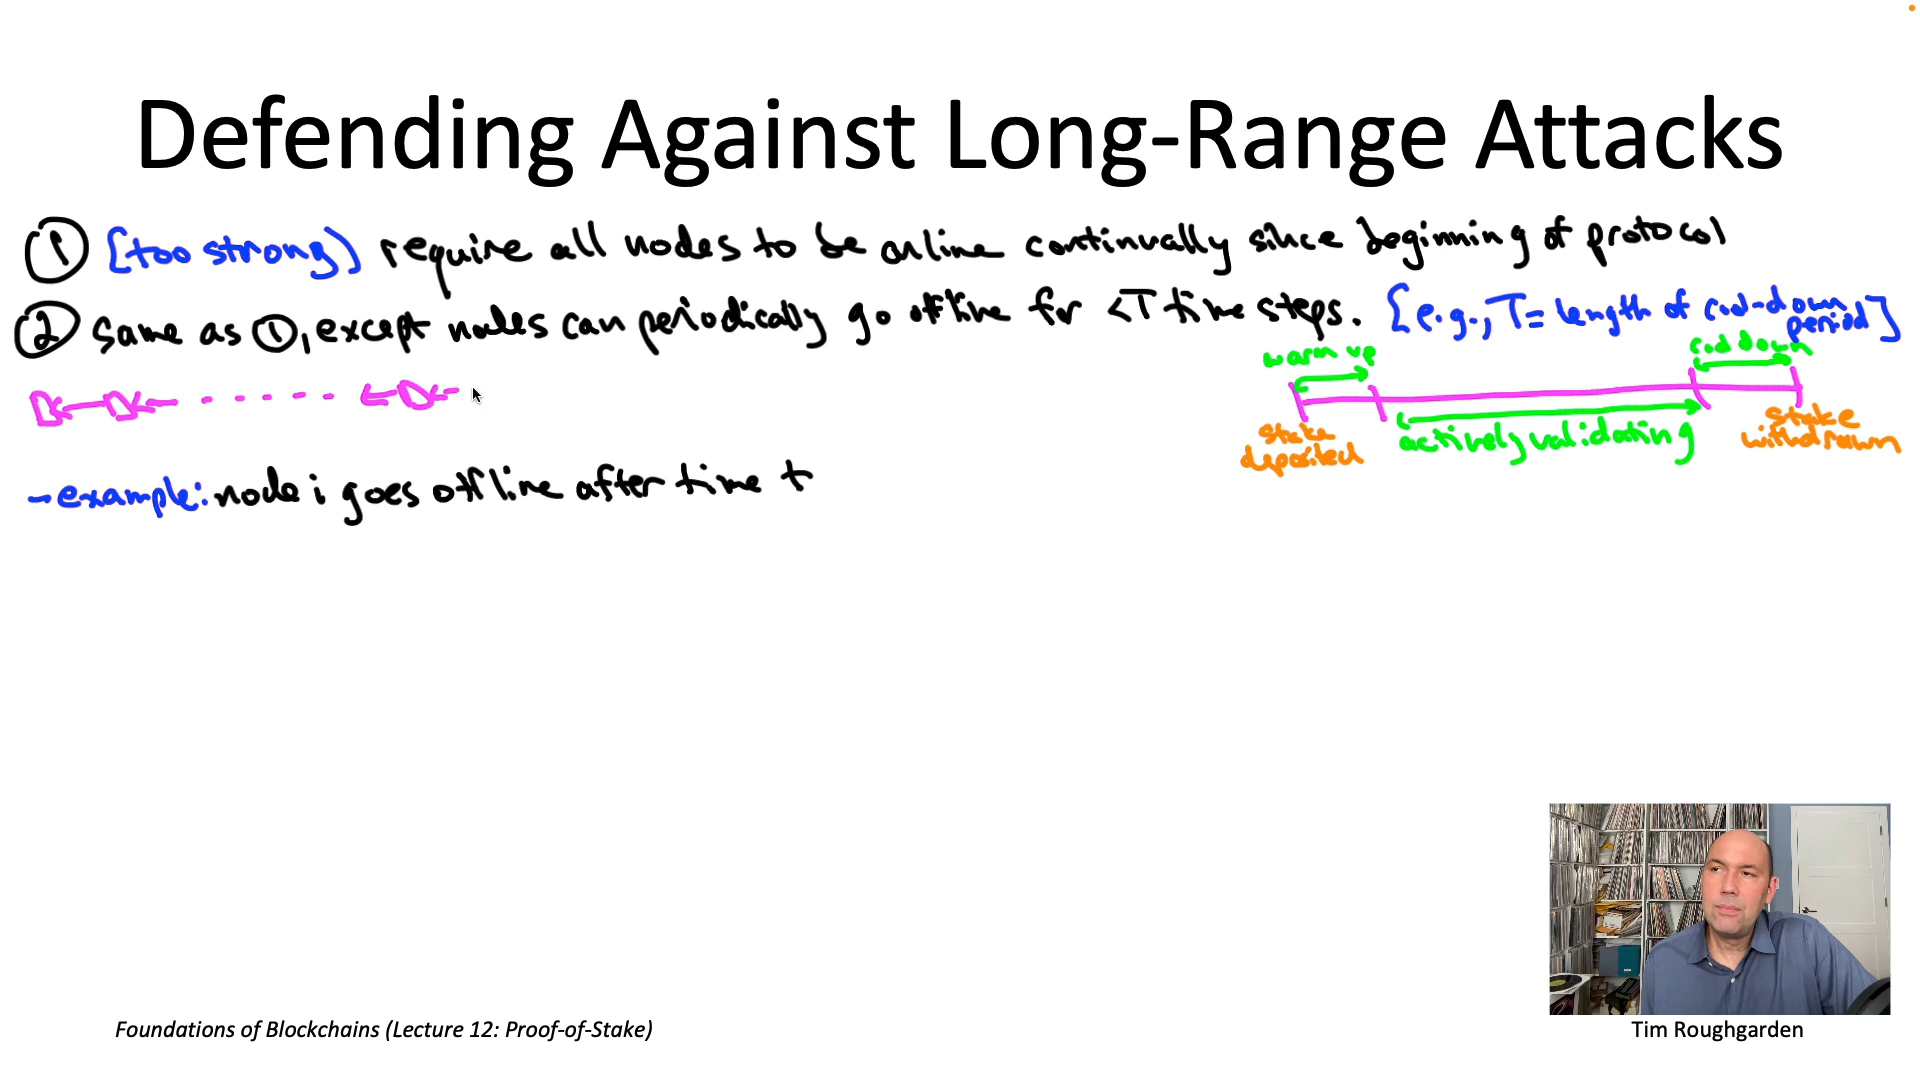 Defending Against Long-Range Attacks
① [too strong] require all nodes to be online continually since beginning of protocol
② same as ①, except nodes can periodically go offline for <T time steps. [e.g., T= length of cool-down period]
warm up
cool down
stake deposited
actively validating
stake withdrawn
- example: node i goes offline after time t
Foundations of Blockchains (Lecture 12: Proof-of-Stake)
Tim Roughgarden